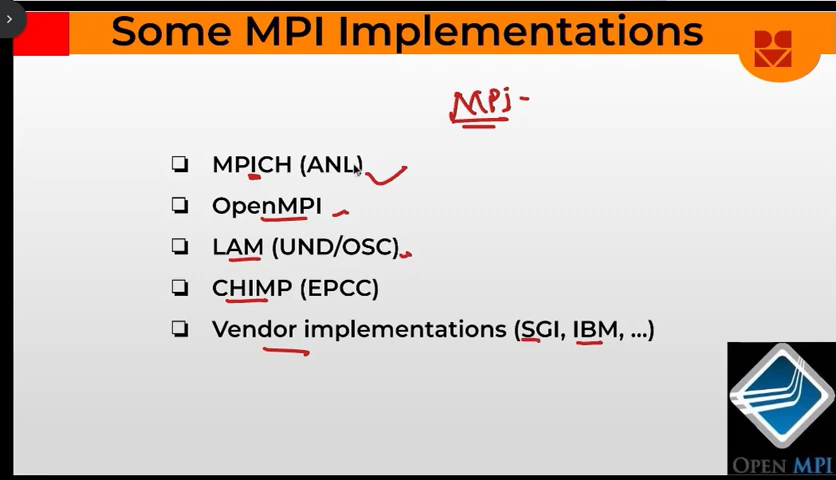 Some MPI Implementations
MPi-
❑ MPICH (ANL)
❑ OpenMPI
❑ LAM (UND/OSC)
❑ CHIMP (EPCC)
❑ Vendor implementations (SGI, IBM, ...)
OPEN MPI